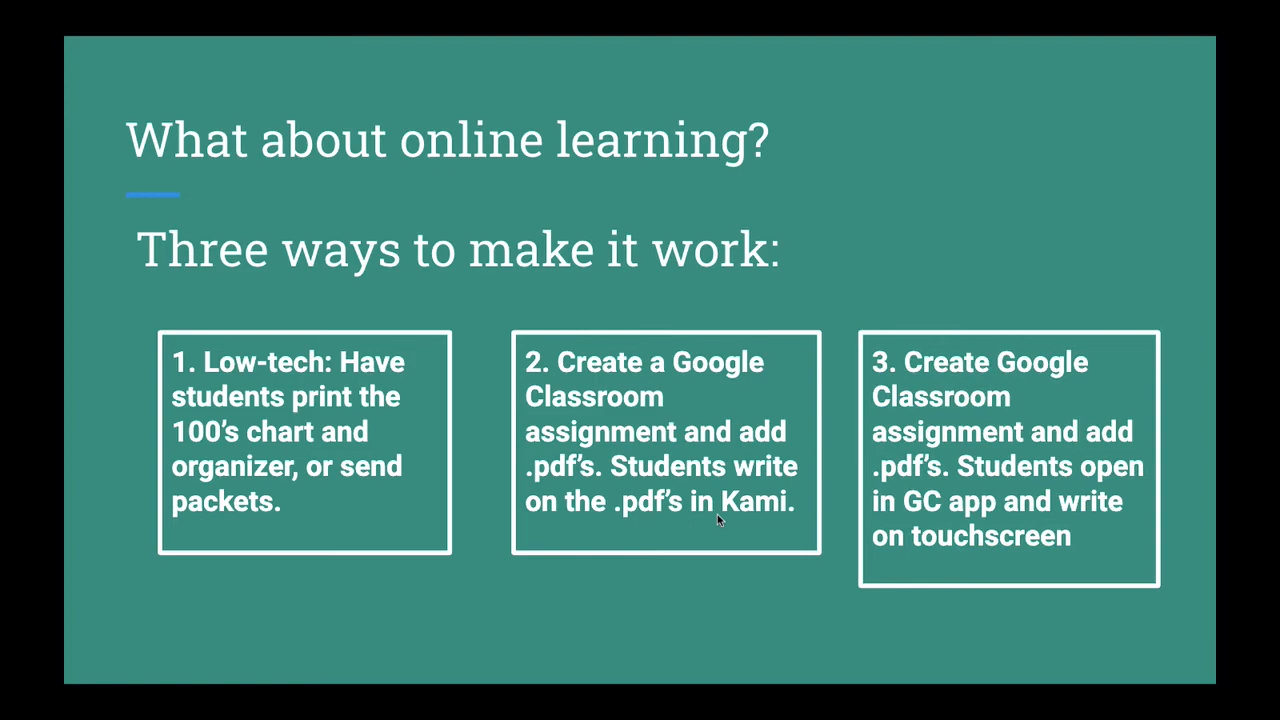 What about online learning?
Three ways to make it work:
1. Low-tech: Have
students print the
100’s chart and
organizer, or send
packets.
2. Create a Google
Classroom
assignment and add
.pdf’s. Students write
on the .pdf’s in Kami.
3. Create Google
Classroom
assignment and add
.pdf’s. Students open
in GC app and write
on touchscreen